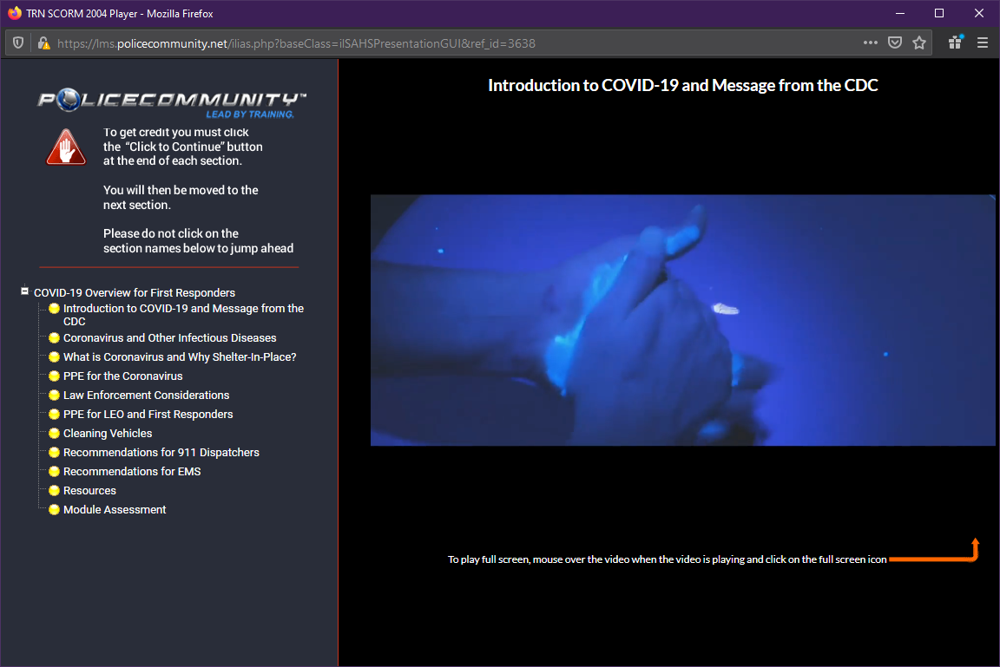 TRN SCORM 2004 Player - Mozilla Firefox
https://lms.policecommunity.net/ilias.php?baseClass=ilSAHSPresentationGUI&ref_id=3638
POLICECOMMUNITY™
LEAD BY TRAINING.
To get credit you must click
the “Click to Continue” button
at the end of each section.
You will then be moved to the
next section.
Please do not click on the
section names below to jump ahead
COVID-19 Overview for First Responders
Introduction to COVID-19 and Message from the
CDC
Coronavirus and Other Infectious Diseases
What is Coronavirus and Why Shelter-In-Place?
PPE for the Coronavirus
Law Enforcement Considerations
PPE for LEO and First Responders
Cleaning Vehicles
Recommendations for 911 Dispatchers
Recommendations for EMS
Resources
Module Assessment
Introduction to COVID-19 and Message from the CDC
To play full screen, mouse over the video when the video is playing and click on the full screen icon